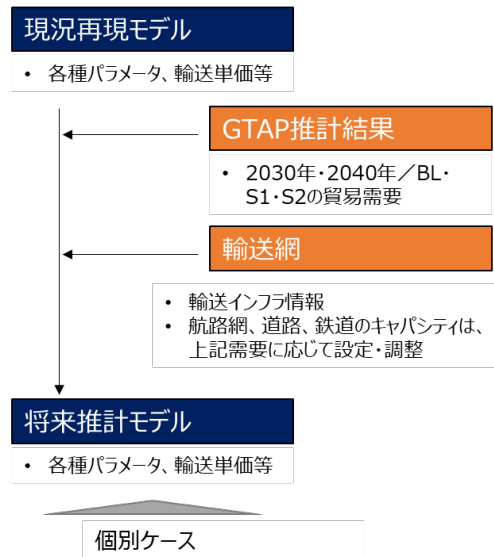 現況再現モデル
• 各種パラメータ、輸送単価等
GTAP推計結果
• 2030年・2040年／BL・
S1・S2の貿易需要
輸送網
• 輸送インフラ情報
• 航路網、道路、鉄道のキャパシティは、
上記需要に応じて設定・調整
将来推計モデル
• 各種パラメータ、輸送単価等
個別ケース